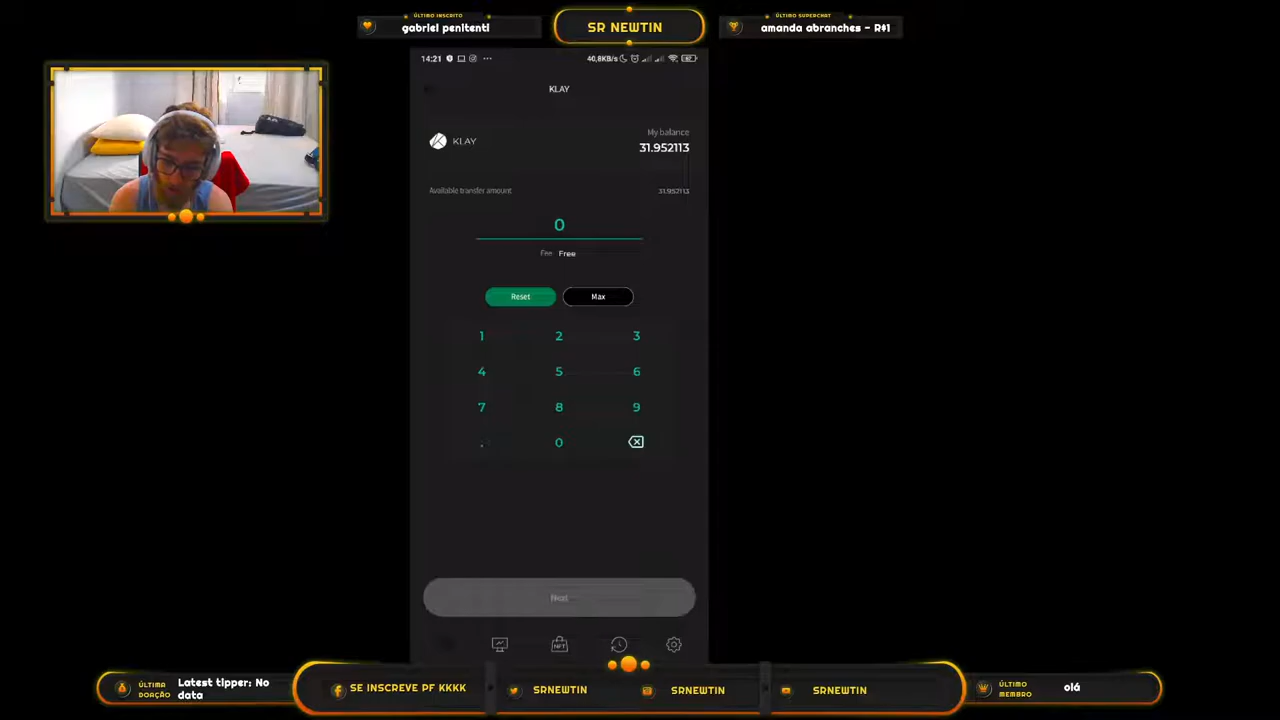 ÚLTIMO INSCRITO
gabriel penitenti
SR NEWTIN
ÚLTIMO SUPERCHAT
amanda abranches - R$1
14:21
40,8KB/s
KLAY
KLAY
My balance
31.952113
Available transfer amount
31.952113
0
Fee Free
Reset
Max
1 2 3
4 5 6
7 8 9
. 0
Next
NFT
ÚLTIMA
DOAÇÃO
Latest tipper: No
data
SE INSCREVE PF KKKK
SRNEWTIN
SRNEWTIN
SRNEWTIN
ÚLTIMO
MEMBRO
olá